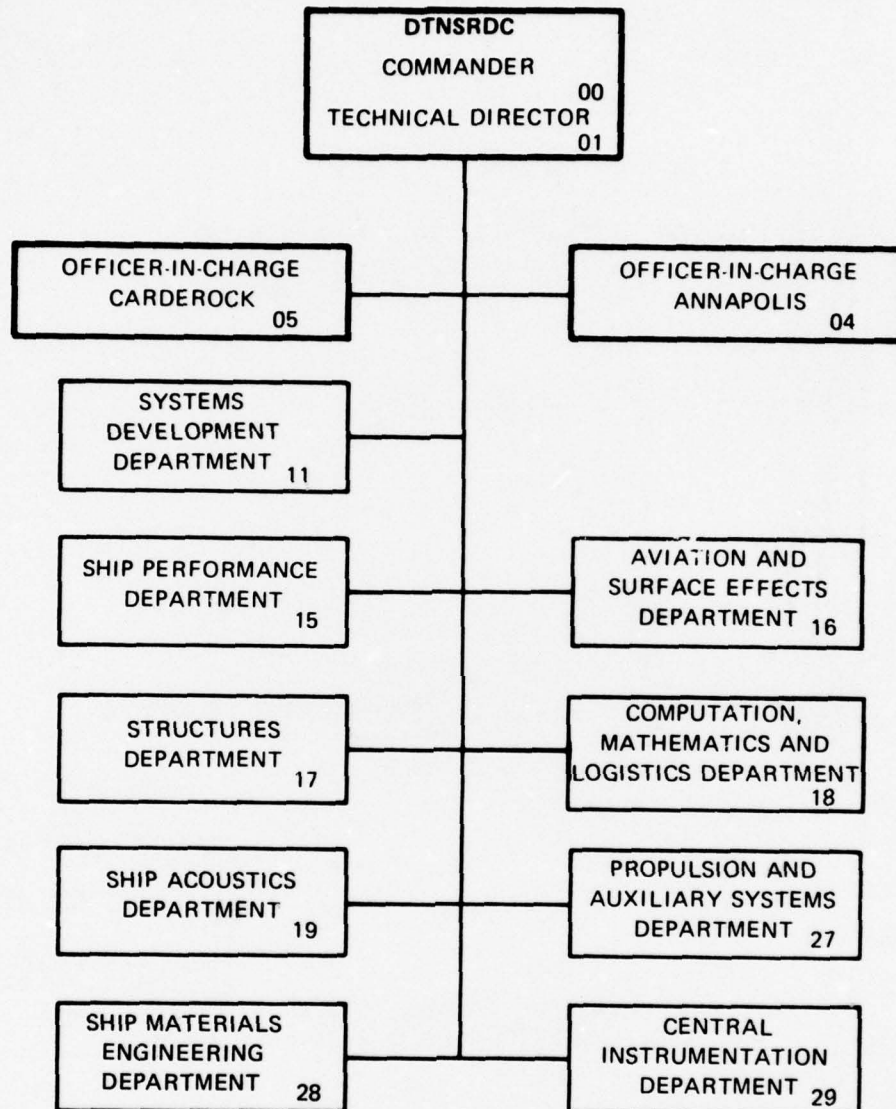 DTNSRDC
COMMANDER
00
TECHNICAL DIRECTOR
01
OFFICER-IN-CHARGE
CARDEROCK
05
OFFICER-IN-CHARGE
ANNAPOLIS
04
SYSTEMS
DEVELOPMENT
DEPARTMENT
11
SHIP PERFORMANCE
DEPARTMENT
15
AVIATION AND
SURFACE EFFECTS
DEPARTMENT
16
STRUCTURES
DEPARTMENT
17
COMPUTATION,
MATHEMATICS AND
LOGISTICS DEPARTMENT
18
SHIP ACOUSTICS
DEPARTMENT
19
PROPULSION AND
AUXILIARY SYSTEMS
DEPARTMENT
27
SHIP MATERIALS
ENGINEERING
DEPARTMENT
28
CENTRAL
INSTRUMENTATION
DEPARTMENT
29